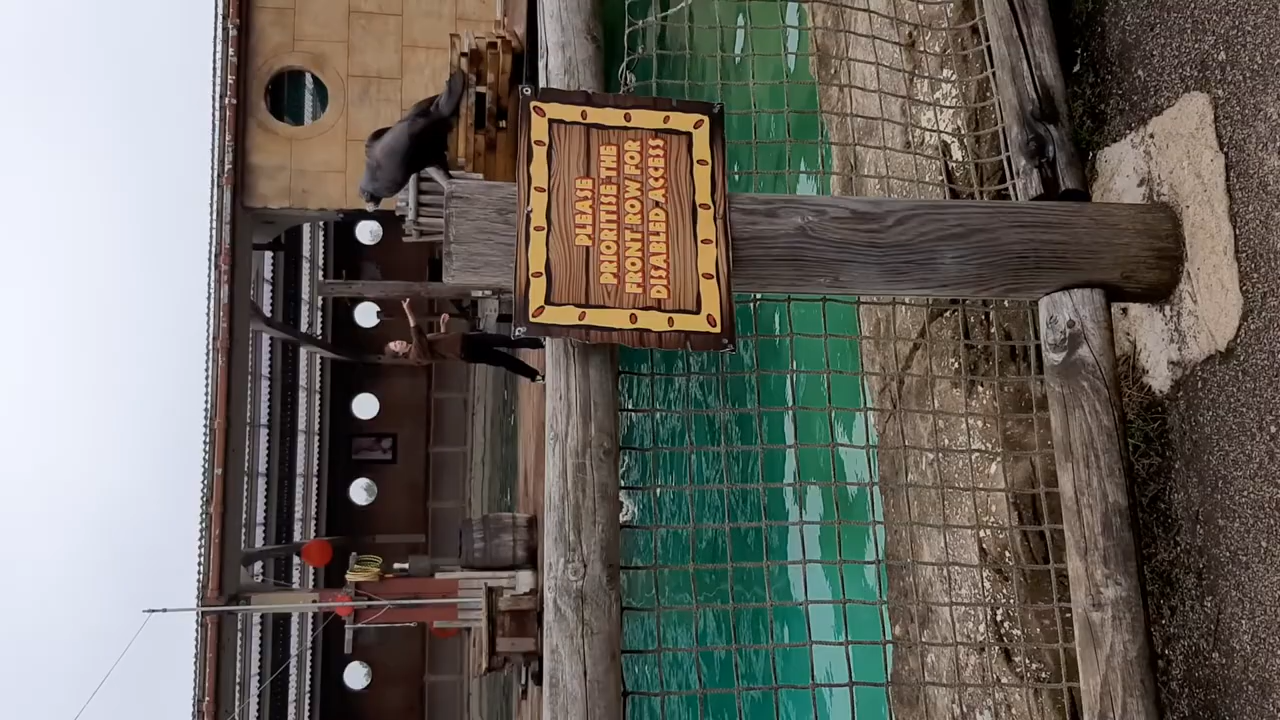 PLEASE
PRIORITISE THE
FRONT ROW FOR
DISABLED ACCESS